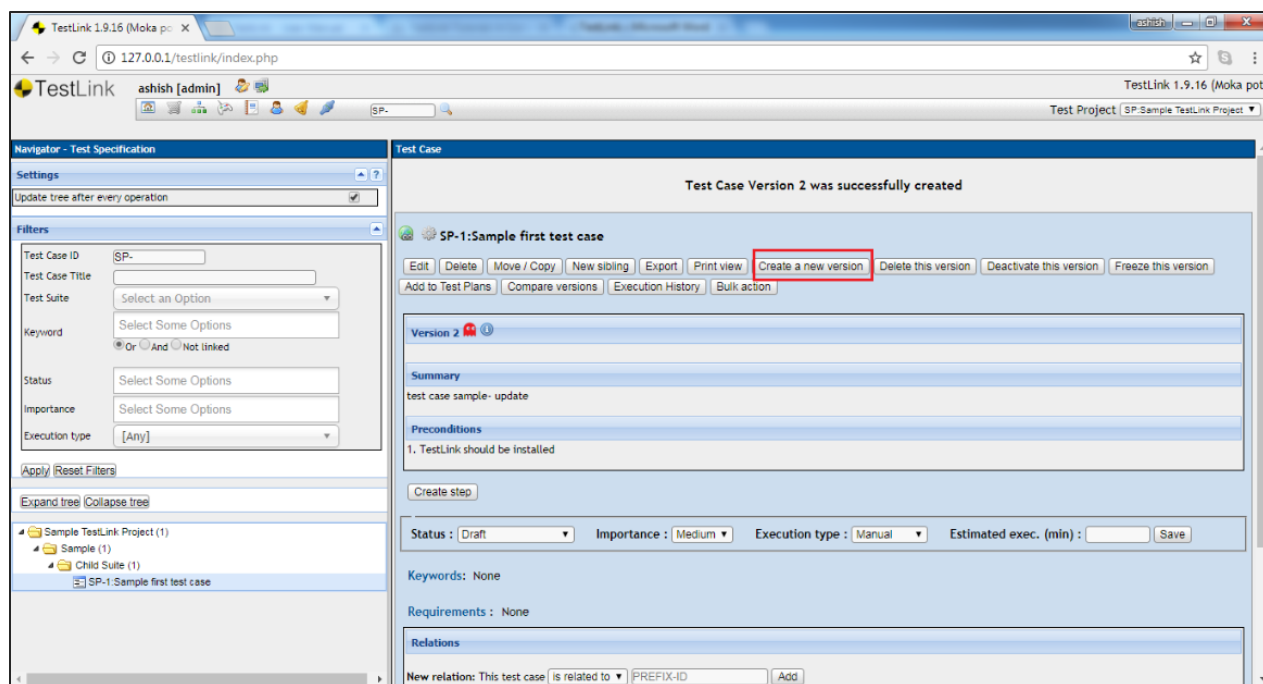 TestLink 1.9.16 (Moka po
ashish
127.0.0.1/testlink/index.php
TestLink
ashish [admin]
TestLink 1.9.16 (Moka pot
SP-
Test Project SP:Sample TestLink Project
Navigator - Test Specification
Settings
?
Update tree after every operation
Filters
Test Case ID SP-
Test Case Title
Test Suite Select an Option
Keyword Select Some Options
Or And Not linked
Status Select Some Options
Importance Select Some Options
Execution type [Any]
Apply Reset Filters
Expand tree Collapse tree
Sample TestLink Project (1)
Sample (1)
Child Suite (1)
SP-1:Sample first test case
Test Case
Test Case Version 2 was successfully created
SP-1:Sample first test case
Edit Delete Move / Copy New sibling Export Print view Create a new version Delete this version Deactivate this version Freeze this version
Add to Test Plans Compare versions Execution History Bulk action
Version 2
Summary
test case sample- update
Preconditions
1. TestLink should be installed
Create step
Status : Draft Importance : Medium Execution type : Manual Estimated exec. (min) : Save
Keywords: None
Requirements : None
Relations
New relation: This test case is related to PREFIX-ID Add